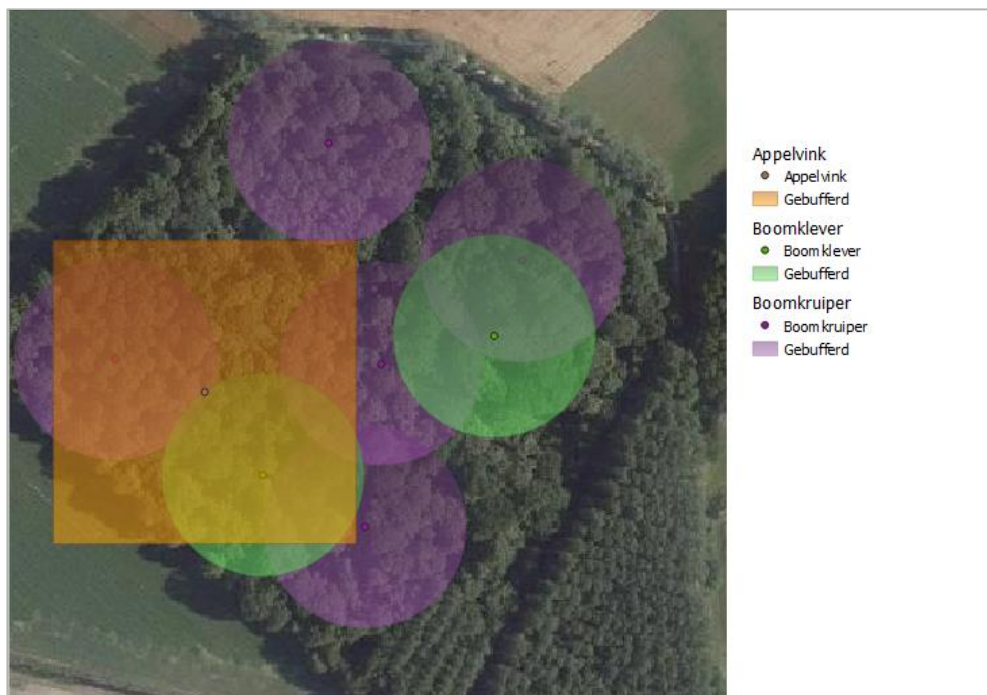 Appelvink
Appelvink
Gebufferd
Boomklever
Boomklever
Gebufferd
Boomkruiper
Boomkruiper
Gebufferd